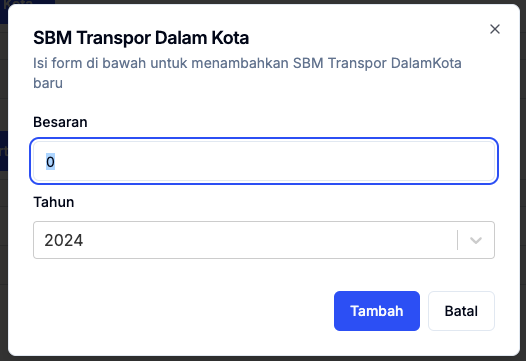 SBM Transpor Dalam Kota
Isi form di bawah untuk menambahkan SBM Transpor DalamKota
baru
Besaran
0
Tahun
2024
Tambah Batal